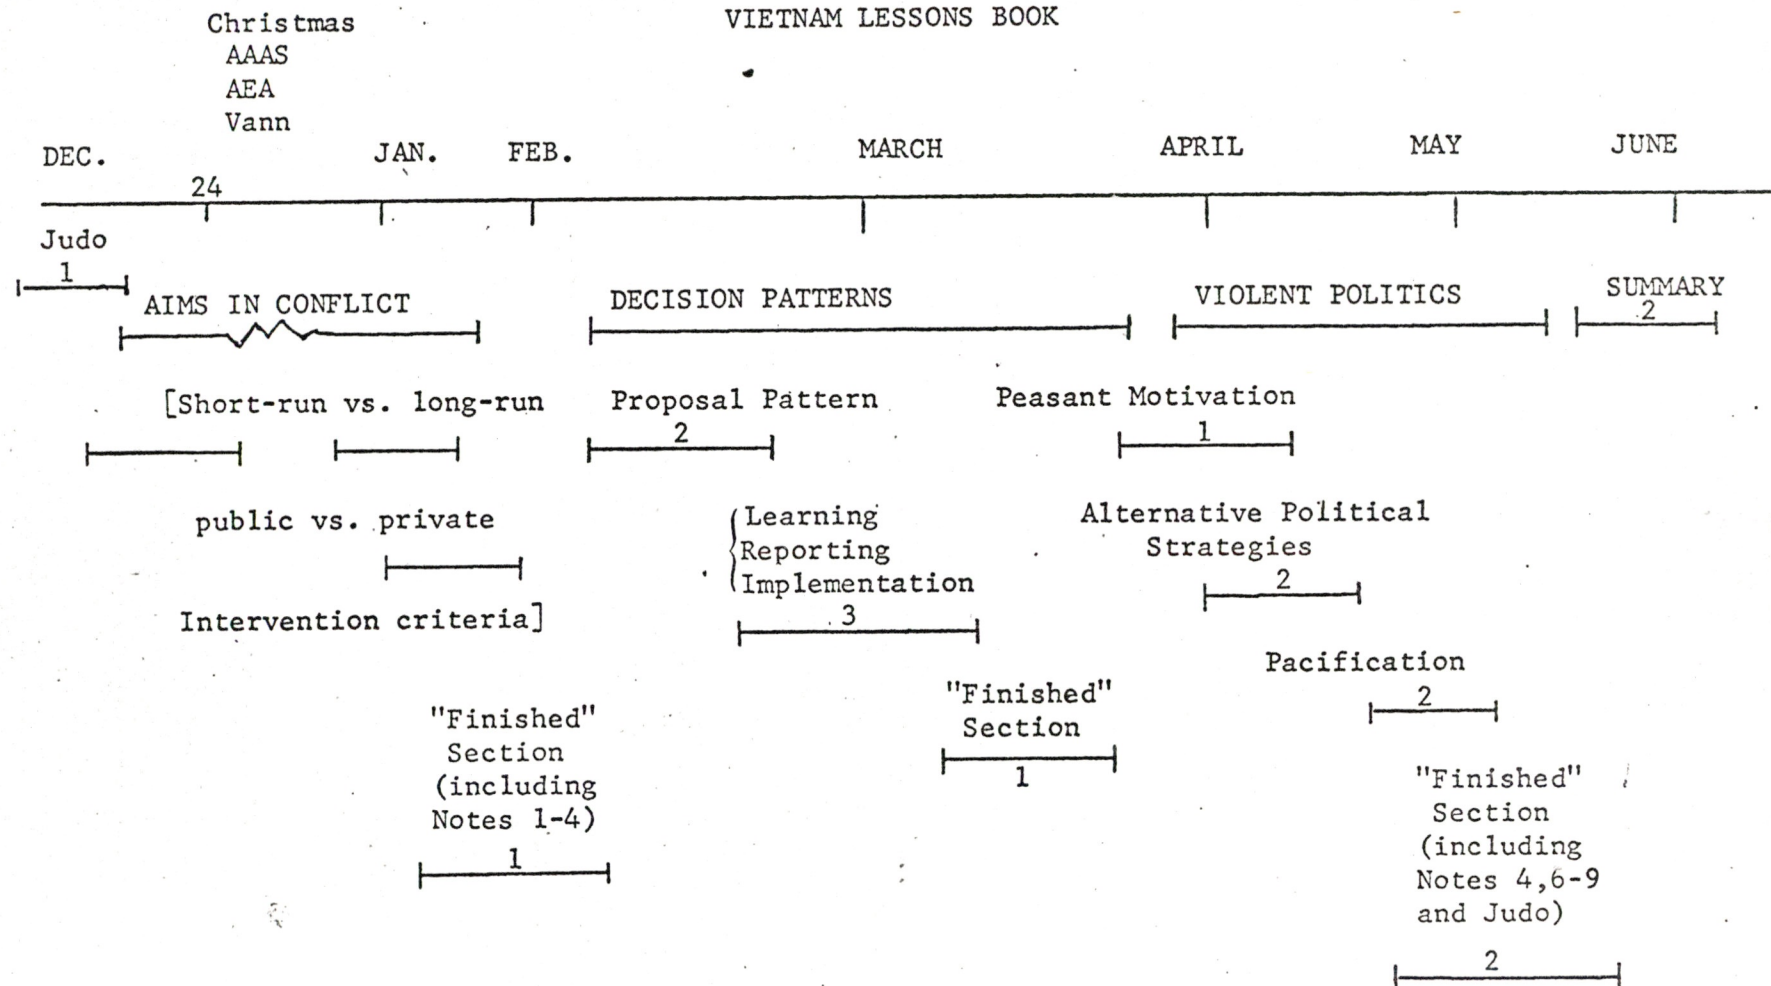 VIETNAM LESSONS BOOK
Christmas
AAAS
AEA
Vann
DEC.
JAN.
FEB.
MARCH
APRIL
MAY
JUNE
24
Judo
1
AIMS IN CONFLICT
DECISION PATTERNS
VIOLENT POLITICS
SUMMARY
2
[Short-run vs. long-run
Proposal Pattern
2
Peasant Motivation
1
public vs. private
Learning
Reporting
Implementation
3
Alternative Political
Strategies
2
Intervention criteria]
Pacification
2
"Finished"
Section
(including
Notes 1-4)
1
"Finished"
Section
1
"Finished"
Section
(including
Notes 4,6-9
and Judo)
2